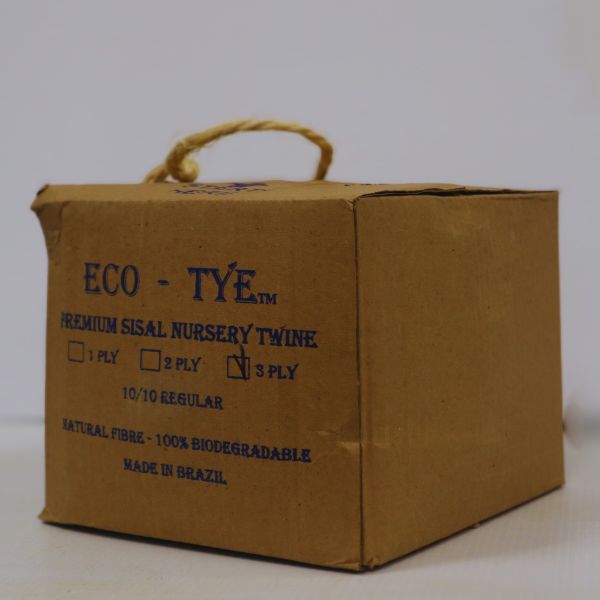 ECO - TYE™
PREMIUM SISAL NURSERY TWINE
1 PLY 2 PLY 3 PLY
10/10 REGULAR
NATURAL FIBRE - 100% BIODEGRADABLE
MADE IN BRAZIL